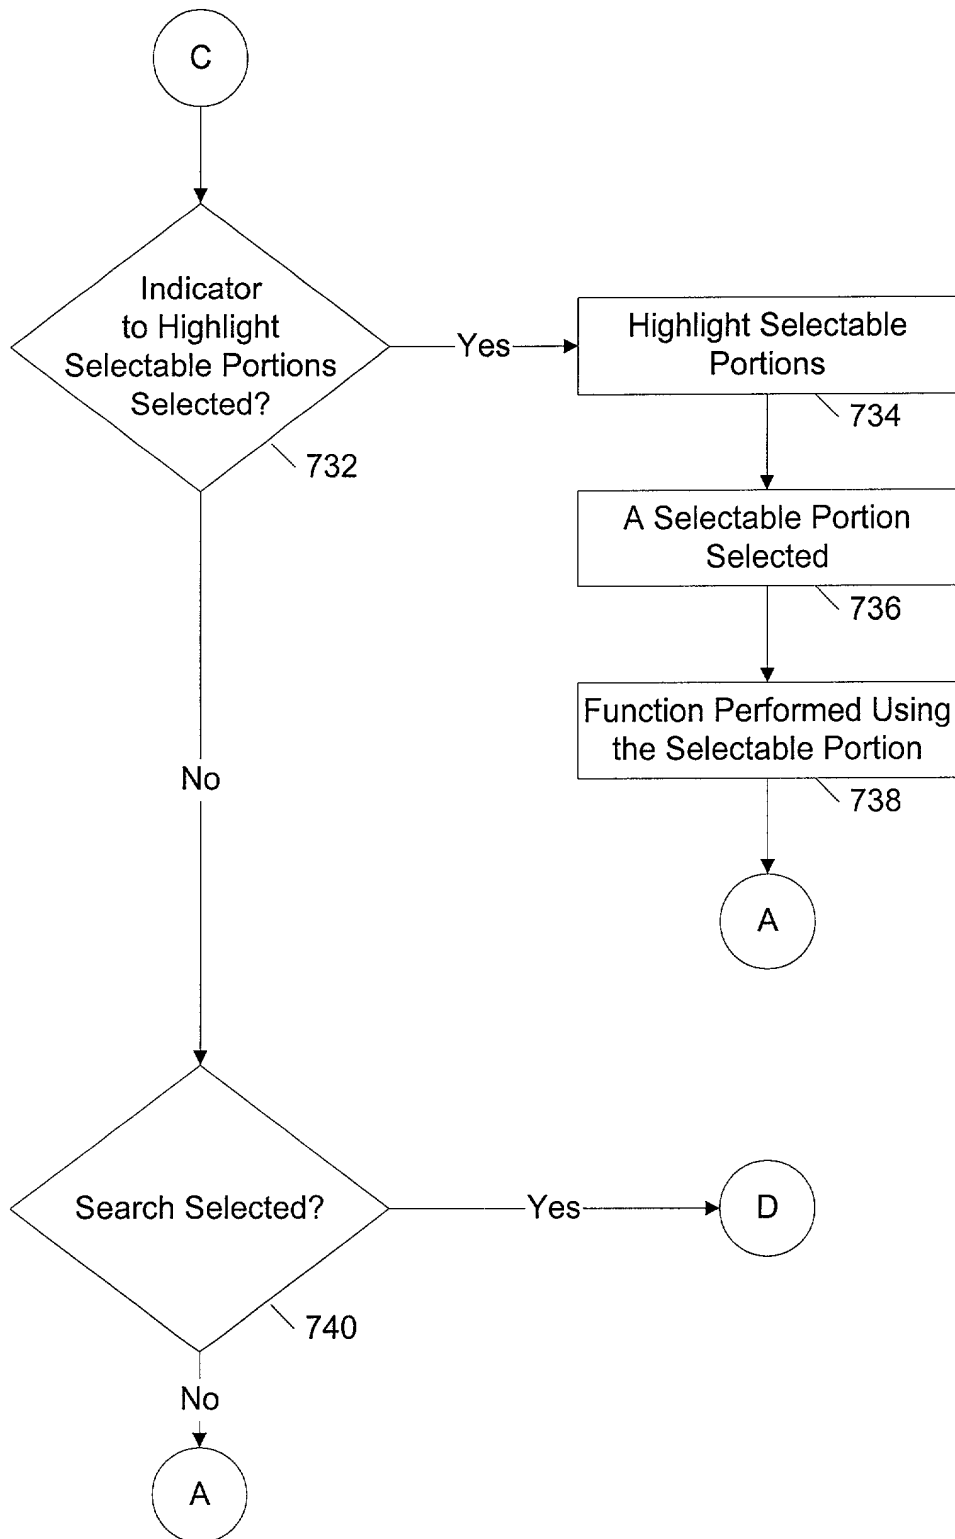 C
Indicator
to Highlight
Selectable Portions
Selected?
732
Yes
Highlight Selectable
Portions
734
A Selectable Portion
Selected
736
Function Performed Using
the Selectable Portion
738
A
No
Search Selected?
740
Yes
D
No
A